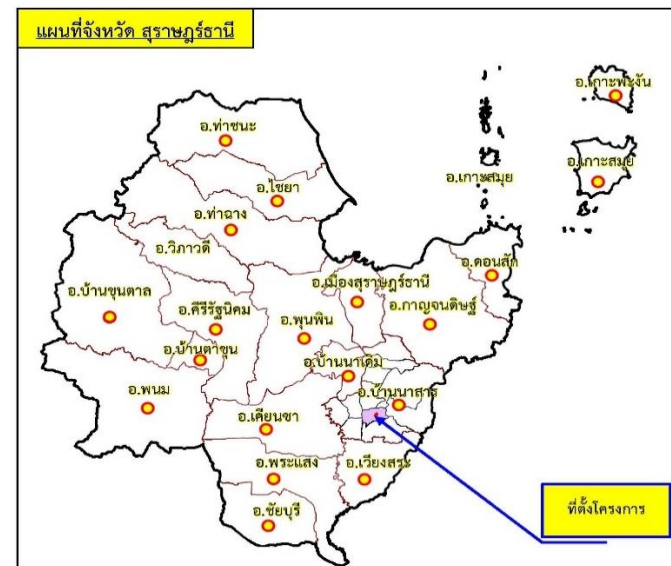 แผนที่จังหวัด สุราษฎร์ธานี
อ.เกาะพะงัน
อ.ท่าชนะ
อ.เกาะสมุย
อ.เกาะสมุย
อ.ไชยา
อ.ท่าฉาง
อ.วิภาวดี
อ.ดอนสัก
อ.เมืองสุราษฎร์ธานี
อ.บ้านขุนตาล
อ.คีรีรัฐนิคม
อ.พุนพิน
อ.กาญจนดิษฐ์
อ.บ้านตาขุน
อ.บ้านนาเดิม
อ.พนม
อ.บ้านนาสาร
อ.เคียนซา
อ.พระแสง
อ.เวียงสระ
อ.ชัยบุรี
ที่ตั้งโครงการ